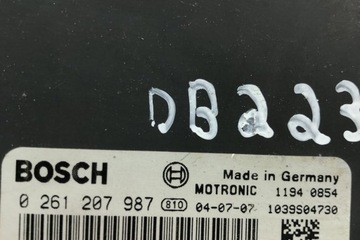 DB223
BOSCH
Made in Germany
MOTRONIC 1194 0854
0 261 207 987 810 04-07-07 1039S04730